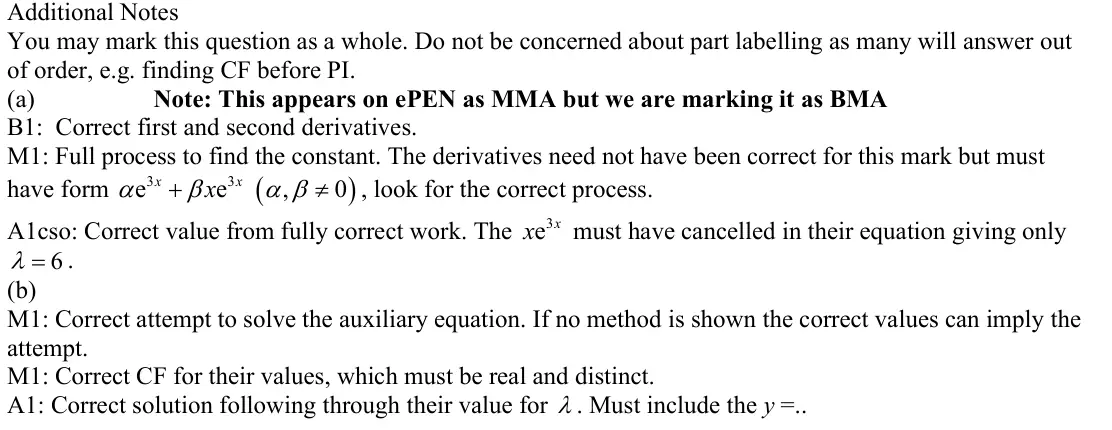 Additional Notes
You may mark this question as a whole. Do not be concerned about part labelling as many will answer out
of order, e.g. finding CF before PI.
(a) Note: This appears on ePEN as MMA but we are marking it as BMA
B1: Correct first and second derivatives.
M1: Full process to find the constant. The derivatives need not have been correct for this mark but must
have form αe³ˣ + βxe³ˣ (α, β ≠ 0), look for the correct process.
A1cso: Correct value from fully correct work. The xe³ˣ must have cancelled in their equation giving only
λ = 6.
(b)
M1: Correct attempt to solve the auxiliary equation. If no method is shown the correct values can imply the
attempt.
M1: Correct CF for their values, which must be real and distinct.
A1: Correct solution following through their value for λ. Must include the y =..